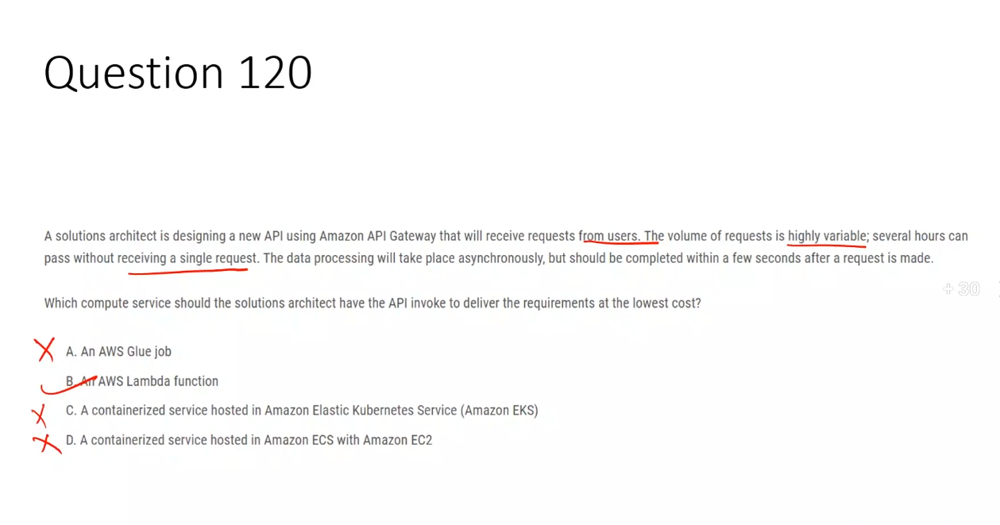 Question 120
A solutions architect is designing a new API using Amazon API Gateway that will receive requests from users. The volume of requests is highly variable; several hours can
pass without receiving a single request. The data processing will take place asynchronously, but should be completed within a few seconds after a request is made.
+ 30
Which compute service should the solutions architect have the API invoke to deliver the requirements at the lowest cost?
A. An AWS Glue job
B. An AWS Lambda function
C. A containerized service hosted in Amazon Elastic Kubernetes Service (Amazon EKS)
D. A containerized service hosted in Amazon ECS with Amazon EC2